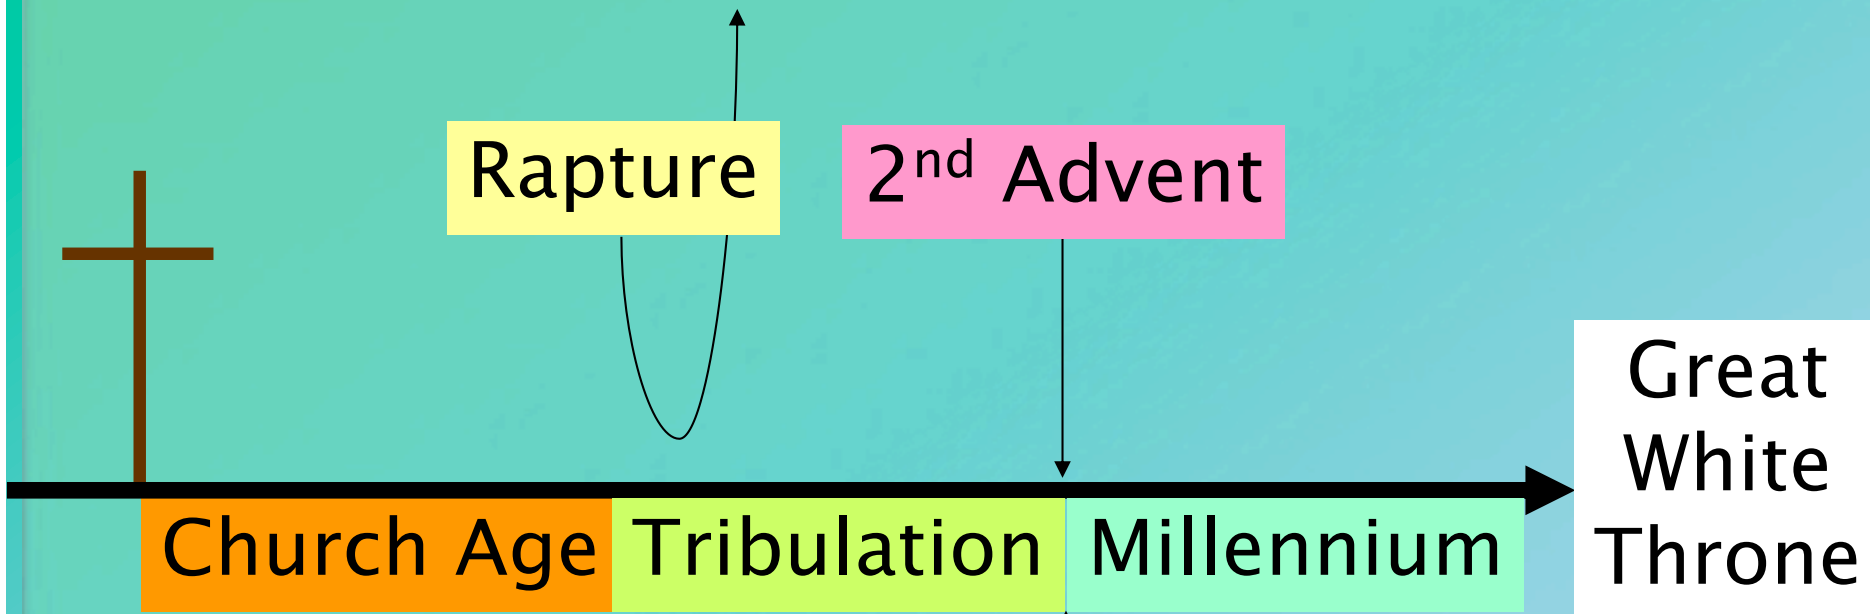 Rapture
2nd Advent
Great
White
Throne
Church Age
Tribulation
Millennium